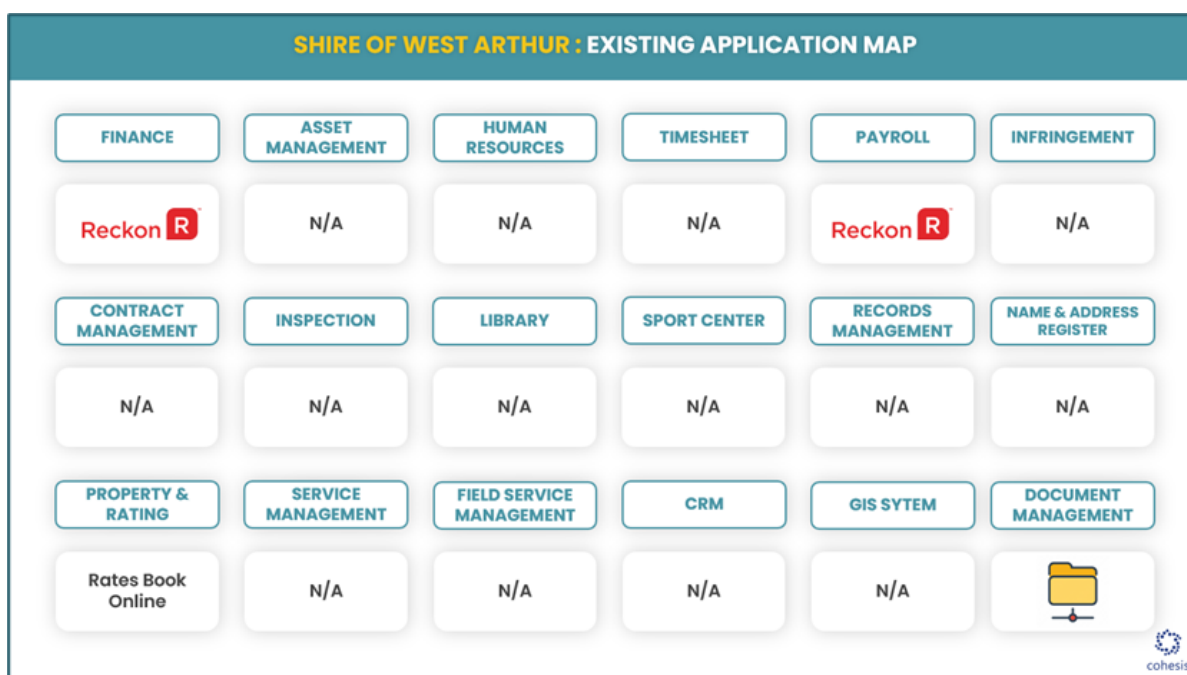 SHIRE OF WEST ARTHUR : EXISTING APPLICATION MAP
FINANCE
ASSET
MANAGEMENT
HUMAN
RESOURCES
TIMESHEET
PAYROLL
INFRINGEMENT
Reckon R
N/A
N/A
N/A
Reckon R
N/A
CONTRACT
MANAGEMENT
INSPECTION
LIBRARY
SPORT CENTER
RECORDS
MANAGEMENT
NAME & ADDRESS
REGISTER
N/A
N/A
N/A
N/A
N/A
N/A
PROPERTY &
RATING
SERVICE
MANAGEMENT
FIELD SERVICE
MANAGEMENT
CRM
GIS SYTEM
DOCUMENT
MANAGEMENT
Rates Book
Online
N/A
N/A
N/A
N/A
cohesis